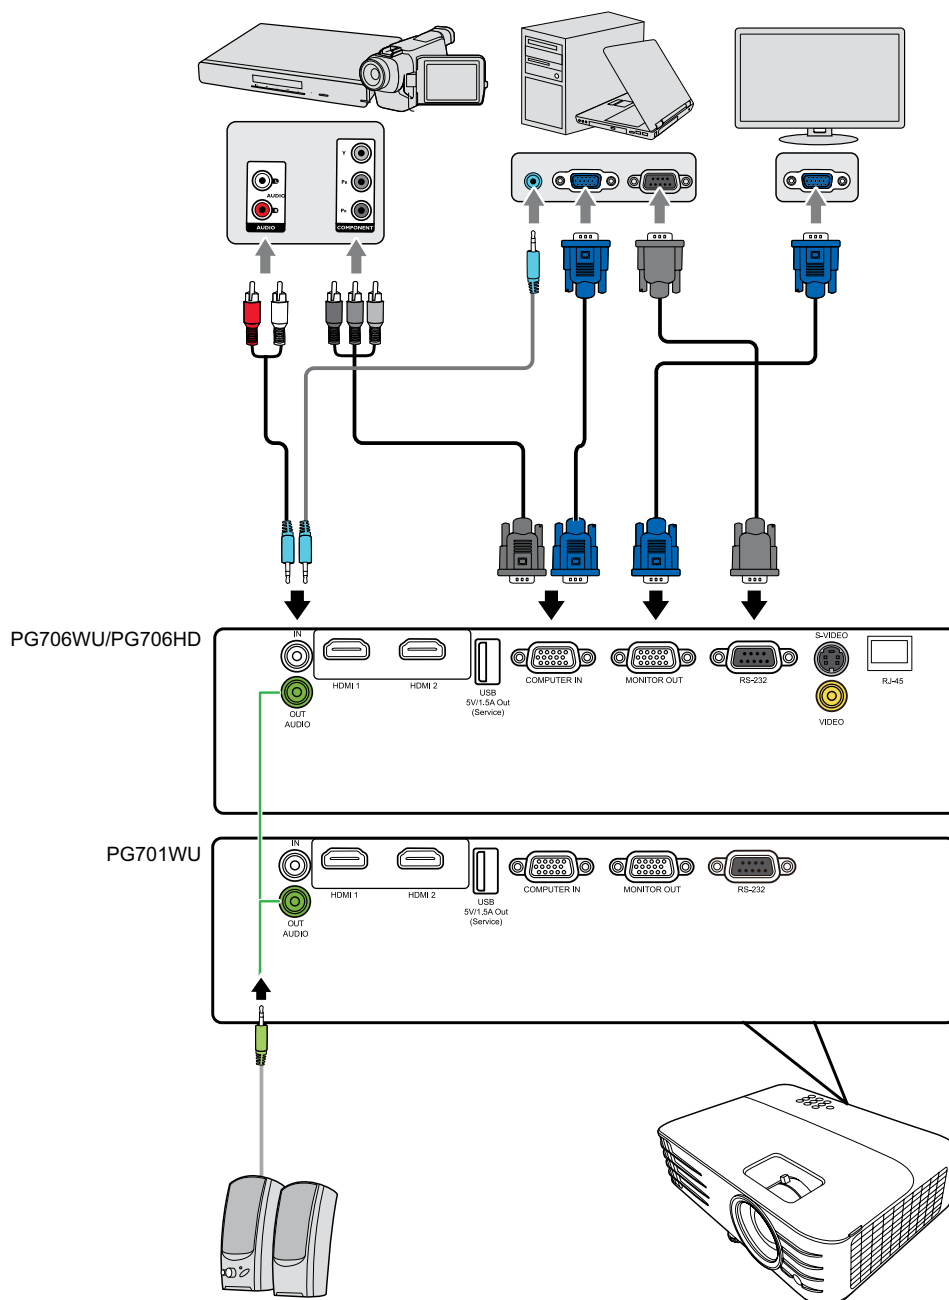 Y
PB
PR
AUDIO
AUDIO
COMPONENT
PG706WU/PG706HD
IN
OUT
AUDIO
HDMI 1
HDMI 2
USB
5V/1.5A Out
(Service)
COMPUTER IN
MONITOR OUT
RS-232
S-VIDEO
VIDEO
RJ-45
PG701WU
IN
OUT
AUDIO
HDMI 1
HDMI 2
USB
5V/1.5A Out
(Service)
COMPUTER IN
MONITOR OUT
RS-232